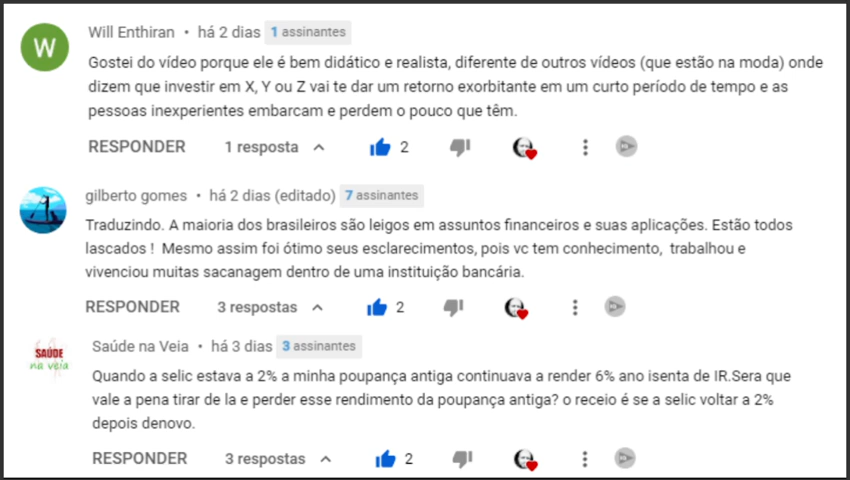 W
Will Enthiran • há 2 dias 1 assinantes
Gostei do vídeo porque ele é bem didático e realista, diferente de outros vídeos (que estão na moda) onde
dizem que investir em X, Y ou Z vai te dar um retorno exorbitante em um curto período de tempo e as
pessoas inexperientes embarcam e perdem o pouco que têm.
RESPONDER 1 resposta 2
gilberto gomes • há 2 dias (editado) 7 assinantes
Traduzindo. A maioria dos brasileiros são leigos em assuntos financeiros e suas aplicações. Estão todos
lascados ! Mesmo assim foi ótimo seus esclarecimentos, pois vc tem conhecimento, trabalhou e
vivenciou muitas sacanagem dentro de uma instituição bancária.
RESPONDER 3 respostas 2
SAÚDE
na veia
Saúde na Veia • há 3 dias 3 assinantes
Quando a selic estava a 2% a minha poupança antiga continuava a render 6% ano isenta de IR.Sera que
vale a pena tirar de la e perder esse rendimento da poupança antiga? o receio é se a selic voltar a 2%
depois denovo.
RESPONDER 3 respostas 2